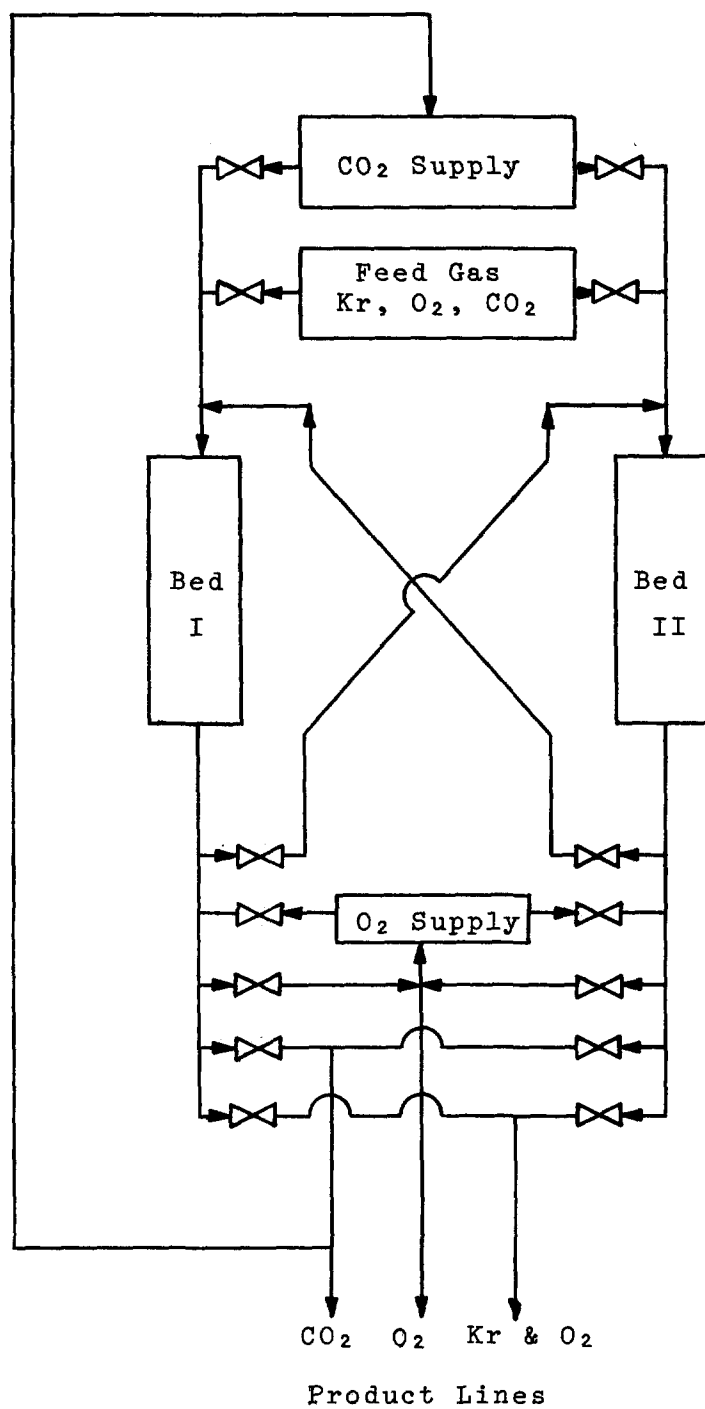 CO₂ Supply
Feed Gas
Kr, O₂, CO₂
Bed
I
Bed
II
O₂ Supply
CO₂ O₂ Kr & O₂
Product Lines